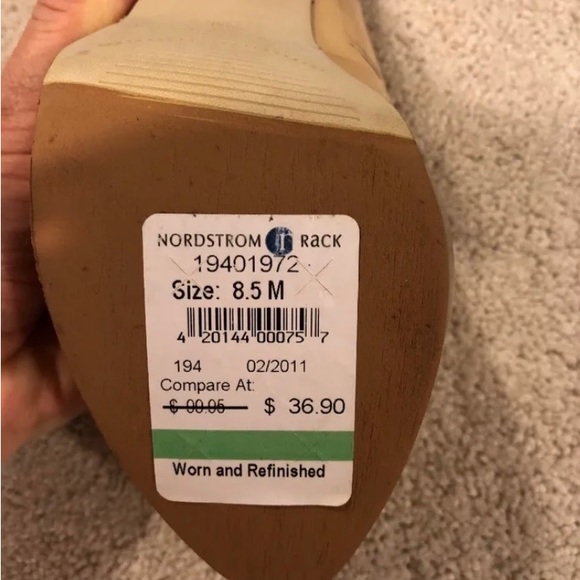 NORDSTROM RACK
19401972
Size: 8.5 M
4 20144 00075 7
194 02/2011
Compare At:
$ 36.90
Worn and Refinished